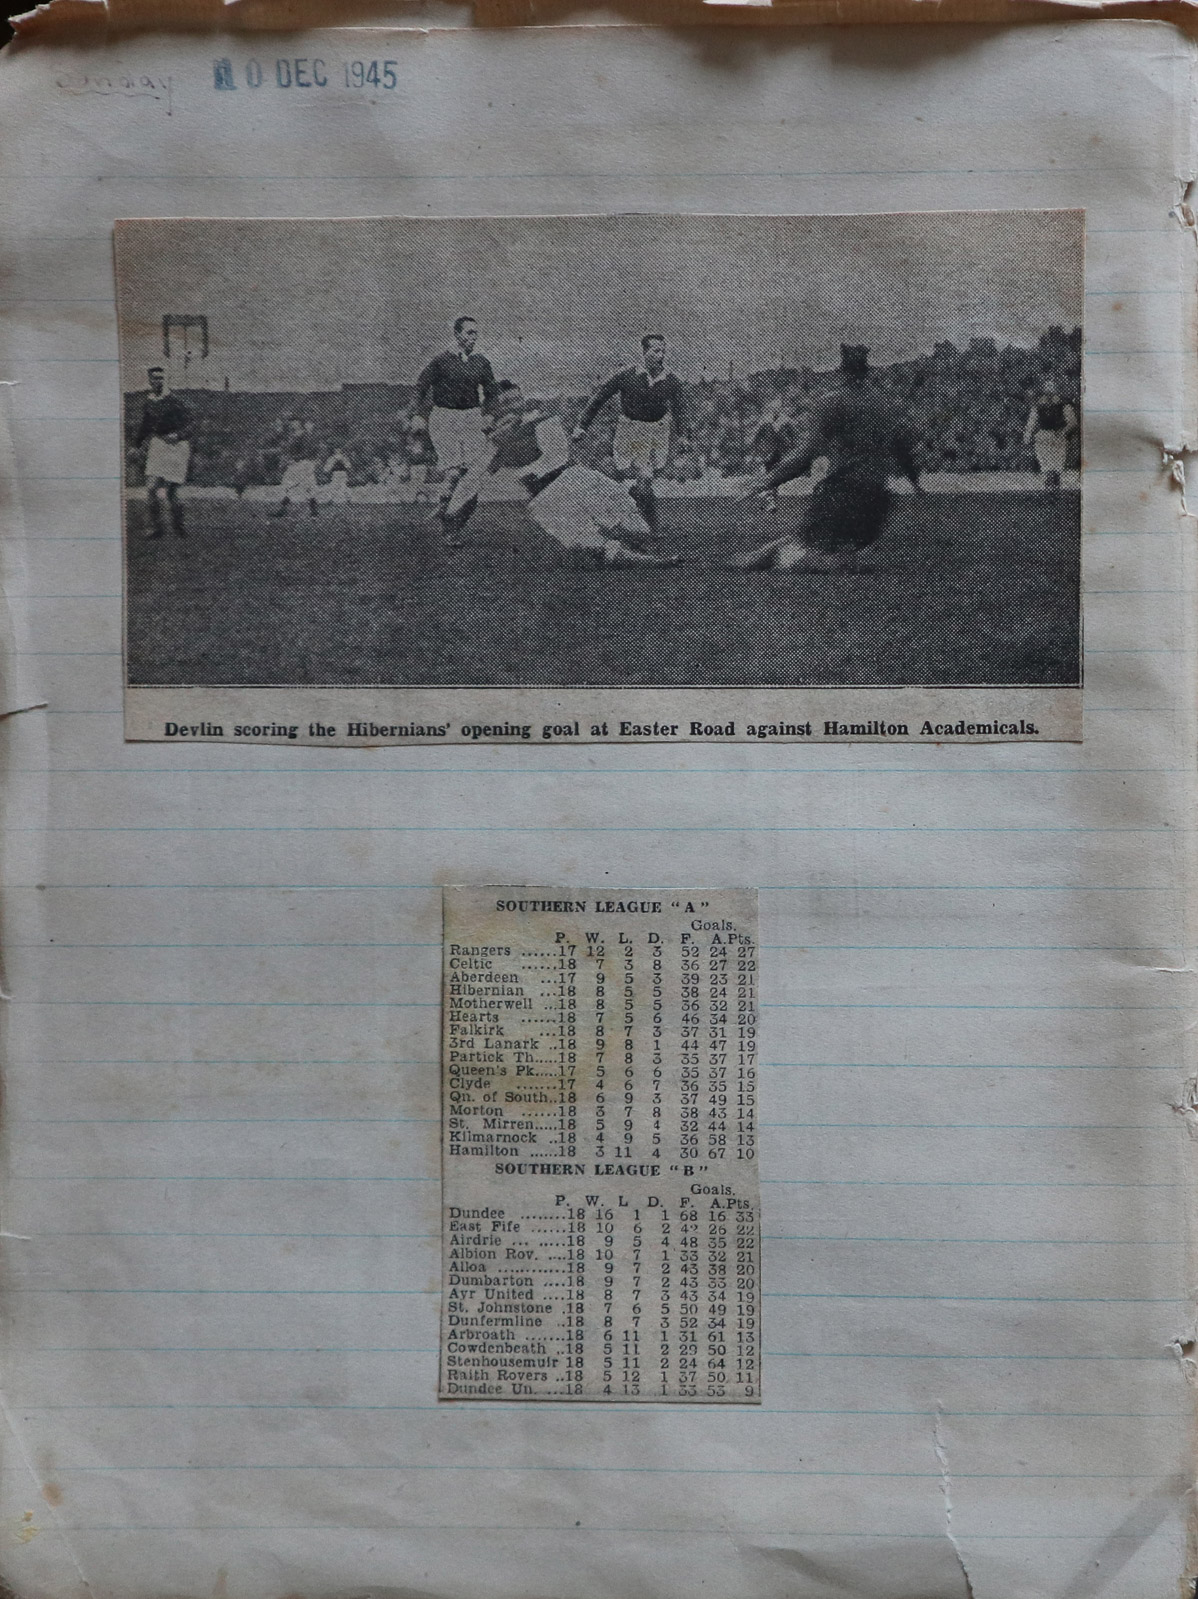 10 DEC 1945
Devlin scoring the Hibernians' opening goal at Easter Road against Hamilton Academicals.
SOUTHERN LEAGUE "A"
Goals.
P. W. L. D. F. A.Pts.
Rangers ......17 12 2 3 52 24 27
Celtic ......18 7 3 8 36 27 22
Aberdeen ...17 9 5 3 39 23 21
Hibernian ...18 8 5 5 38 24 21
Motherwell ...18 8 5 5 36 32 21
Hearts ......18 7 5 6 46 34 20
Falkirk ...18 8 7 3 37 31 19
3rd Lanark ..18 9 8 1 44 47 19
Partick Th.....18 7 8 3 35 37 17
Queen's Pk.....17 5 6 6 35 37 16
Clyde .......17 4 6 7 36 35 15
Qn. of South..18 6 9 3 37 49 15
Morton ......18 3 7 8 38 43 14
St. Mirren.....18 5 9 4 32 44 14
Kilmarnock ..18 4 9 5 36 58 13
Hamilton ......18 3 11 4 30 67 10
SOUTHERN LEAGUE "B"
Goals.
P. W. L D. F. A.Pts.
Dundee ........18 16 1 1 68 16 33
East Fife ......18 10 6 2 42 26 22
Airdrie ... .....18 9 5 4 48 35 22
Albion Rov. ....18 10 7 1 33 32 21
Alloa ............18 9 7 2 43 38 20
Dumbarton ....18 9 7 2 43 33 20
Ayr United ....18 8 7 3 43 34 19
St. Johnstone .18 7 6 5 50 49 19
Dunfermline ..18 8 7 3 52 34 19
Arbroath .......18 6 11 1 31 61 13
Cowdenbeath ..18 5 11 2 29 50 12
Stenhousemuir 18 5 11 2 24 64 12
Raith Rovers ..18 5 12 1 37 50 11
Dundee Un. ...18 4 13 1 33 53 9